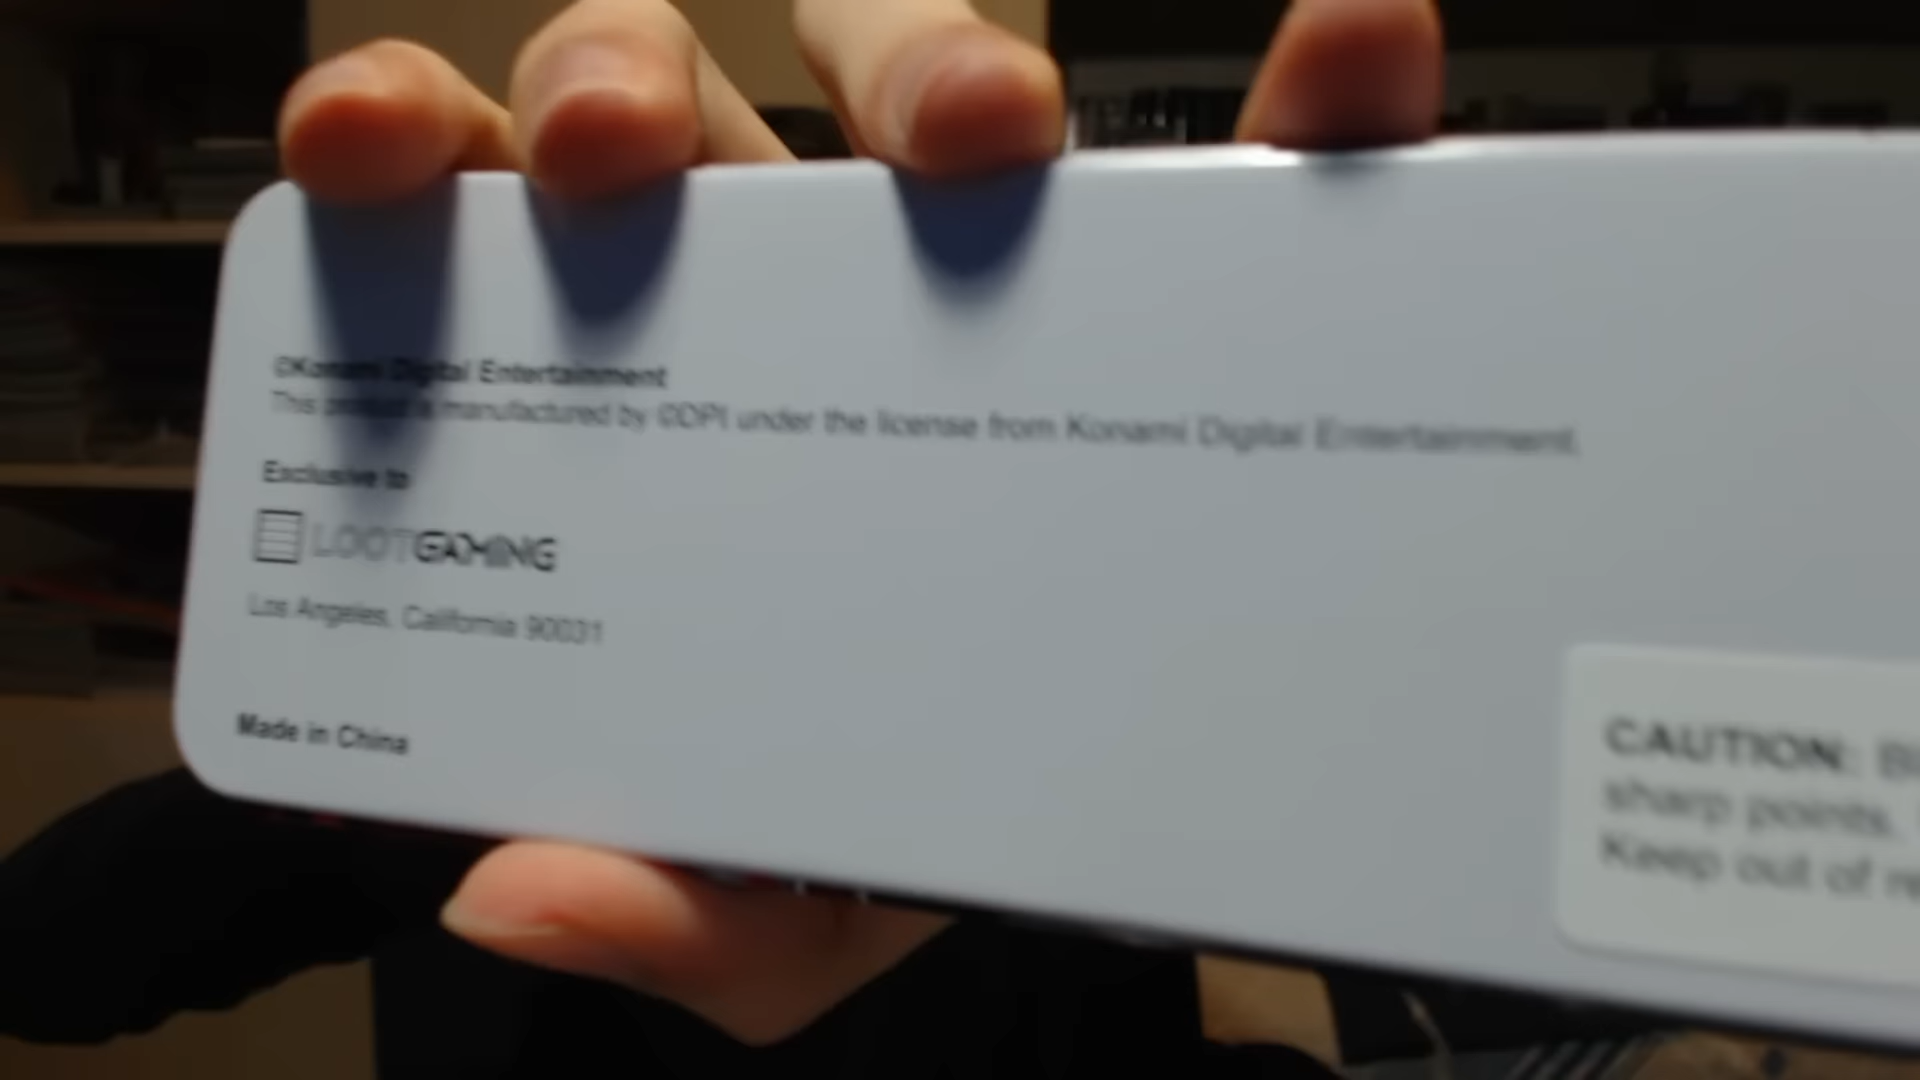 ©Konami Digital Entertainment
This product is manufactured by ©DPI under the license from Konami Digital Entertainment.
Exclusive to
LOOTGAMING
Los Angeles, California 90031
Made in China
CAUTION:
sharp points.
Keep out of